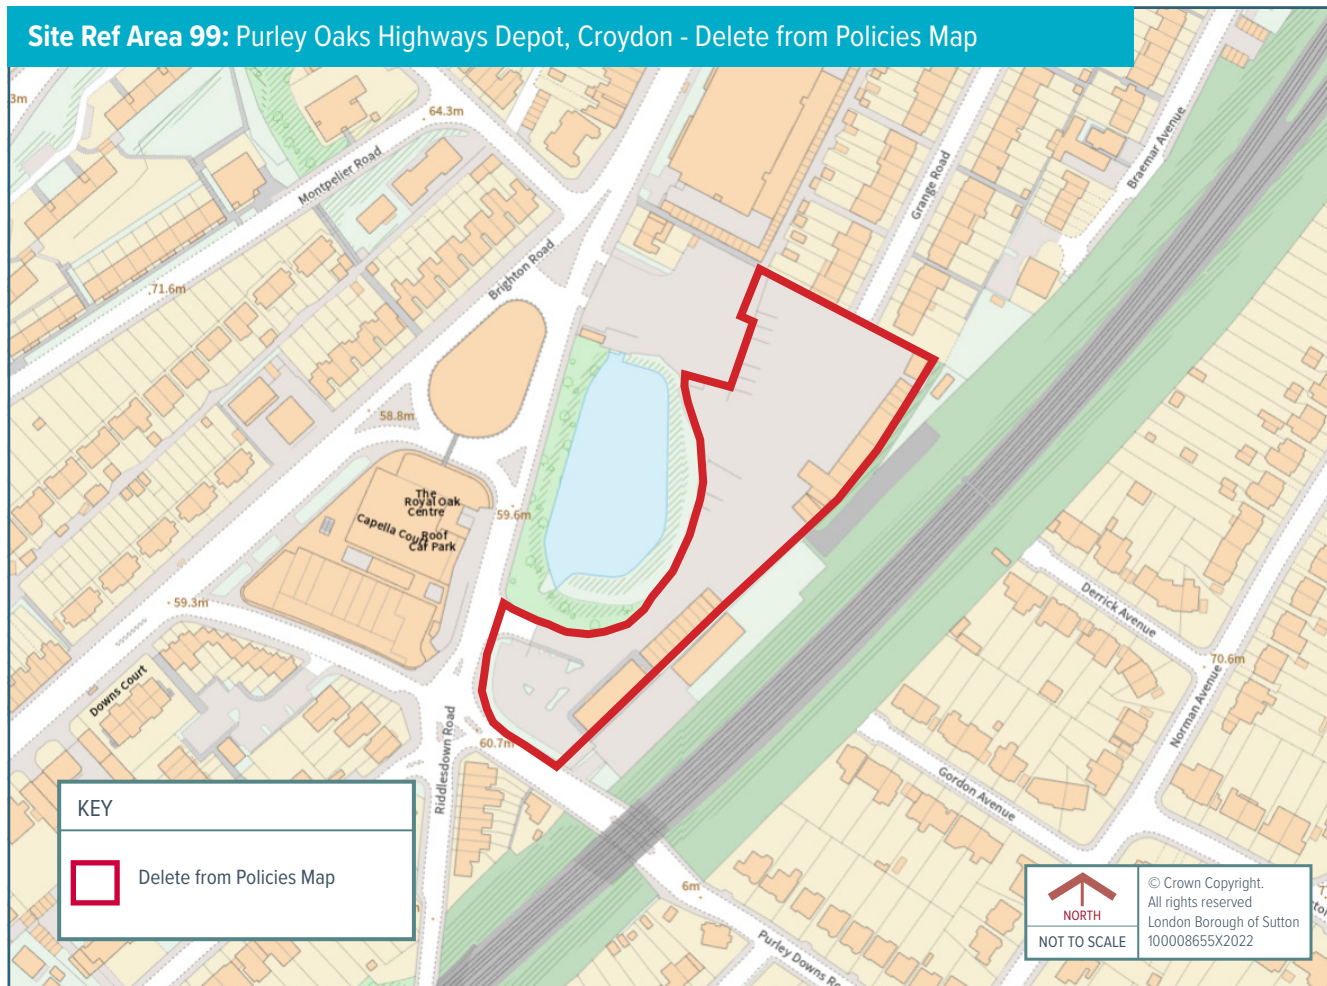 Site Ref Area 99: Purley Oaks Highways Depot, Croydon - Delete from Policies Map
3m
64.3m
Montpelier Road
Braemar Avenue
Grange Road
Brighton Road
71.6m
58.8m
The
Royal Oak
Centre
Capella Court
Roof
Car Park
59.6m
59.3m
Derrick Avenue
70.6m
Downs Court
Norman Avenue
Riddlesdown Road
60.7m
Gordon Avenue
6m
Purley Downs
KEY
Delete from Policies Map
NORTH
NOT TO SCALE
© Crown Copyright.
All rights reserved
London Borough of Sutton
100008655X2022